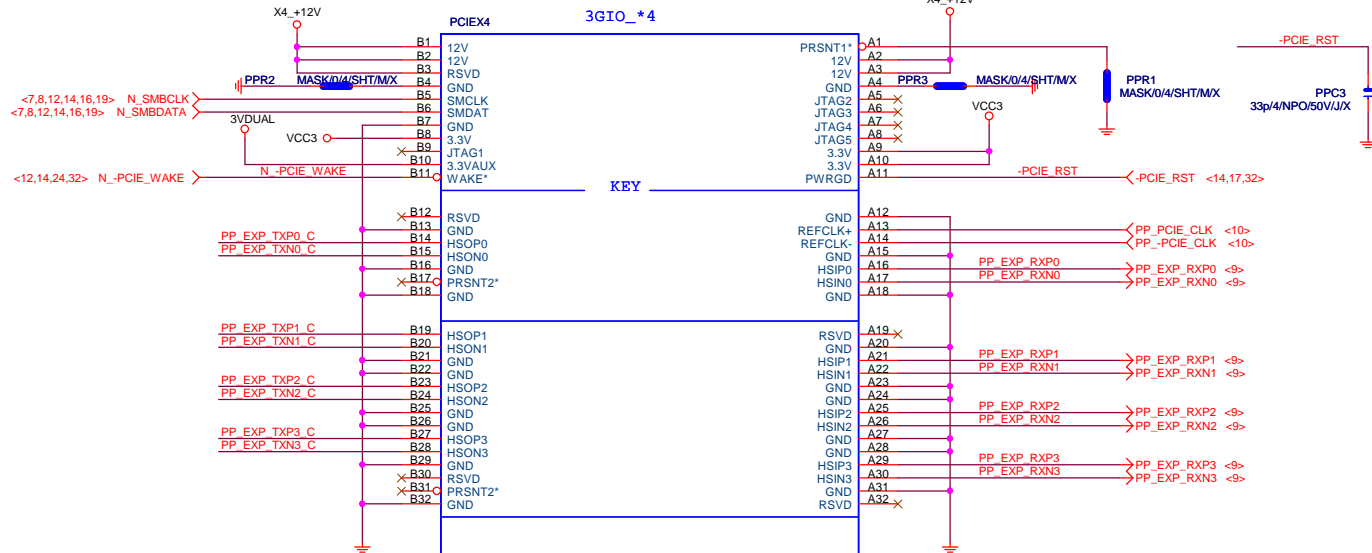 X4_+12V
3GIO_*4
X4_+12V
PCIEX4
-PCIE_RST
B1 12V PRSNT1* A1
B2 12V 12V A2
B3 RSVD 12V A3
PPR2 MASK/0/4/SHT/M/X B4 GND GND A4 PPR3 MASK/0/4/SHT/M/X PPR1
MASK/0/4/SHT/M/X
<7,8,12,14,16,19> N_SMBCLK B5 SMCLK JTAG2 A5
<7,8,12,14,16,19> N_SMBDATA B6 SMDAT JTAG3 A6
PPC3
33p/4/NPO/50V/J/X
3VDUAL B7 GND JTAG4 A7 VCC3
VCC3 B8 3.3V JTAG5 A8
B9 JTAG1 3.3V A9
B10 3.3VAUX 3.3V A10
<12,14,24,32> N_-PCIE_WAKE N_-PCIE_WAKE B11 WAKE* PWRGD A11 -PCIE_RST -PCIE_RST <14,17,32>
KEY
B12 RSVD GND A12
B13 GND REFCLK+ A13 PP_PCIE_CLK <10>
PP_EXP_TXP0_C B14 HSOP0 REFCLK- A14 PP_-PCIE_CLK <10>
PP_EXP_TXN0_C B15 HSON0 GND A15
B16 GND HSIP0 A16 PP_EXP_RXP0 PP_EXP_RXP0 <9>
B17 PRSNT2* HSIN0 A17 PP_EXP_RXN0 PP_EXP_RXN0 <9>
B18 GND GND A18
PP_EXP_TXP1_C B19 HSOP1 RSVD A19
PP_EXP_TXN1_C B20 HSON1 GND A20
B21 GND HSIP1 A21 PP_EXP_RXP1 PP_EXP_RXP1 <9>
B22 GND HSIN1 A22 PP_EXP_RXN1 PP_EXP_RXN1 <9>
PP_EXP_TXP2_C B23 HSOP2 GND A23
PP_EXP_TXN2_C B24 HSON2 GND A24
B25 GND HSIP2 A25 PP_EXP_RXP2 PP_EXP_RXP2 <9>
B26 GND HSIN2 A26 PP_EXP_RXN2 PP_EXP_RXN2 <9>
PP_EXP_TXP3_C B27 HSOP3 GND A27
PP_EXP_TXN3_C B28 HSON3 GND A28
B29 GND HSIP3 A29 PP_EXP_RXP3 PP_EXP_RXP3 <9>
B30 RSVD HSIN3 A30 PP_EXP_RXN3 PP_EXP_RXN3 <9>
B31 PRSNT2* GND A31
B32 GND RSVD A32